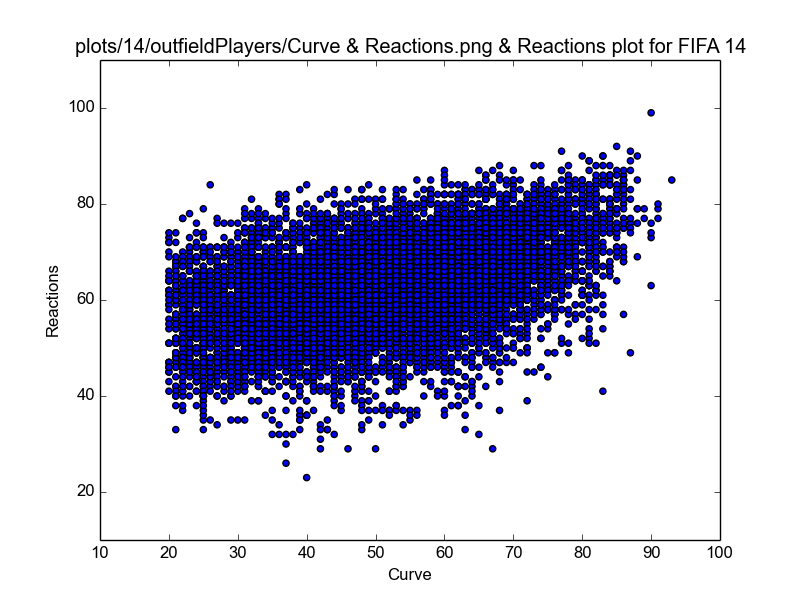 plots/14/outfieldPlayers/Curve & Reactions.png & Reactions plot for FIFA 14
100
80
60
40
20
Reactions
10 20 30 40 50 60 70 80 90 100
Curve